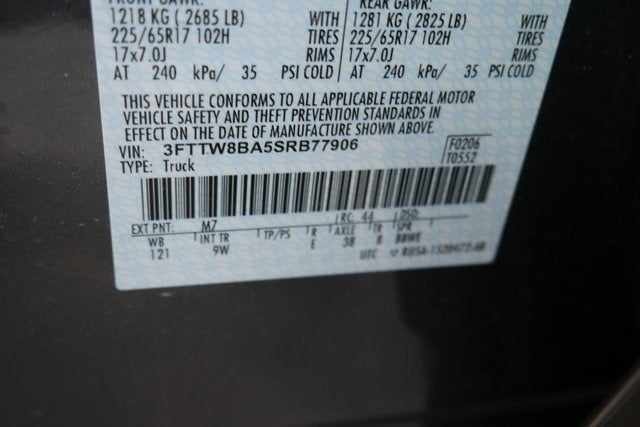 FRONT GAWR: REAR GAWR:
1218 KG ( 2685 LB) WITH 1281 KG ( 2825 LB) WITH
225/65R17 102H TIRES 225/65R17 102H TIRES
17x7.0J RIMS 17x7.0J RIMS
AT 240 kPa/ 35 PSI COLD AT 240 kPa/ 35 PSI COLD
THIS VEHICLE CONFORMS TO ALL APPLICABLE FEDERAL MOTOR
VEHICLE SAFETY AND THEFT PREVENTION STANDARDS IN
EFFECT ON THE DATE OF MANUFACTURE SHOWN ABOVE.
VIN: 3FTTW8BA5SRB77906 F0206
TYPE: Truck T0552
EXT PNT: M7 RC: 44 DSO:
WB INT TR TP/PS R AXLE TR SPR
121 9W E 38 8 BBWE
UTC